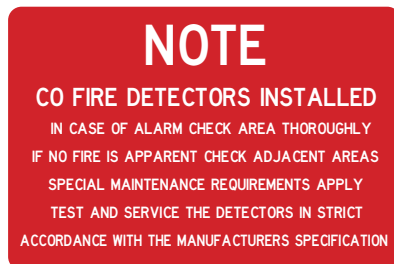 NOTE
CO FIRE DETECTORS INSTALLED
IN CASE OF ALARM CHECK AREA THOROUGHLY
IF NO FIRE IS APPARENT CHECK ADJACENT AREAS
SPECIAL MAINTENANCE REQUIREMENTS APPLY
TEST AND SERVICE THE DETECTORS IN STRICT
ACCORDANCE WITH THE MANUFACTURERS SPECIFICATION